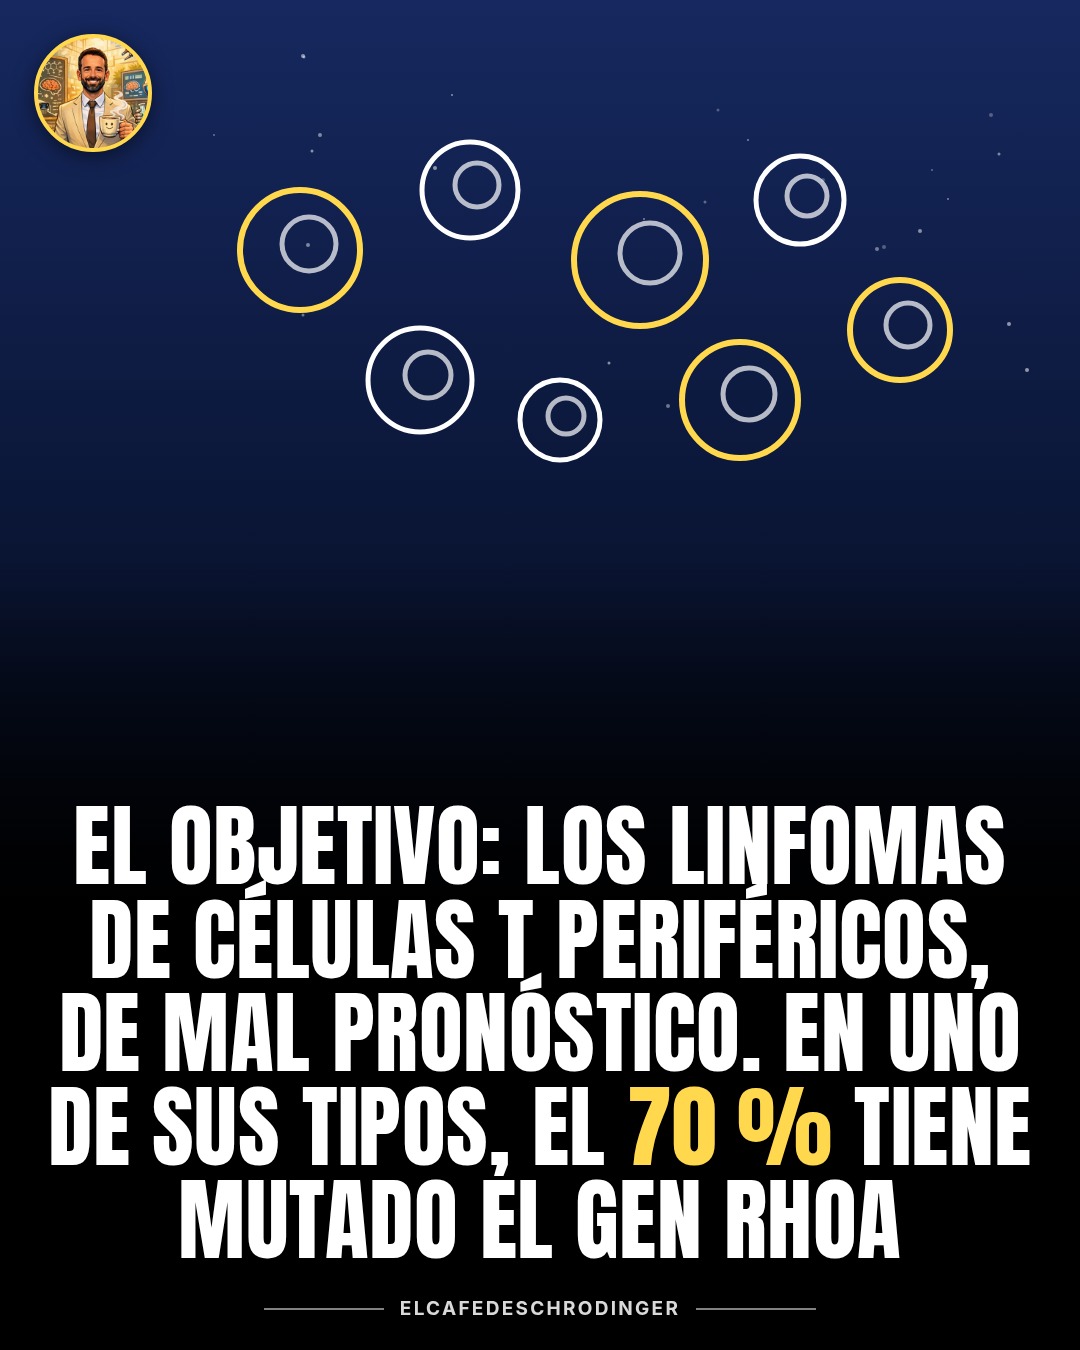 EL OBJETIVO: LOS LINFOMAS
DE CÉLULAS T PERIFÉRICOS,
DE MAL PRONÓSTICO. EN UNO
DE SUS TIPOS, EL 70 % TIENE
MUTADO EL GEN RHOA
ELCAFEDESCHRODINGER